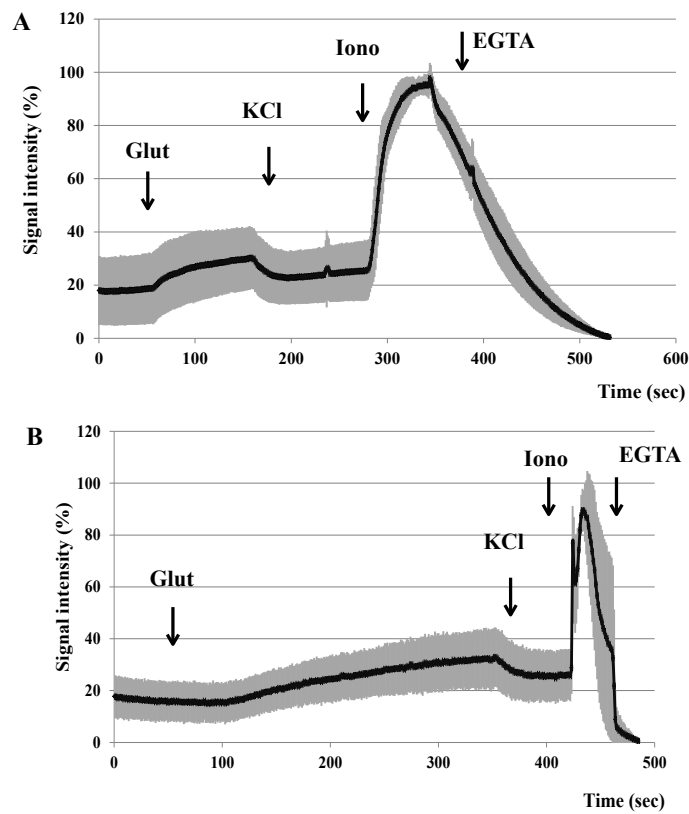 A
120
EGTA
Iono
100
80
KCl
Glut
60
40
20
0
Signal intensity (%)
0 100 200 300 400 500 600
Time (sec)
B
120
Iono
EGTA
100
80
KCl
Glut
60
40
20
0
Signal intensity (%)
0 100 200 300 400 500
Time (sec)